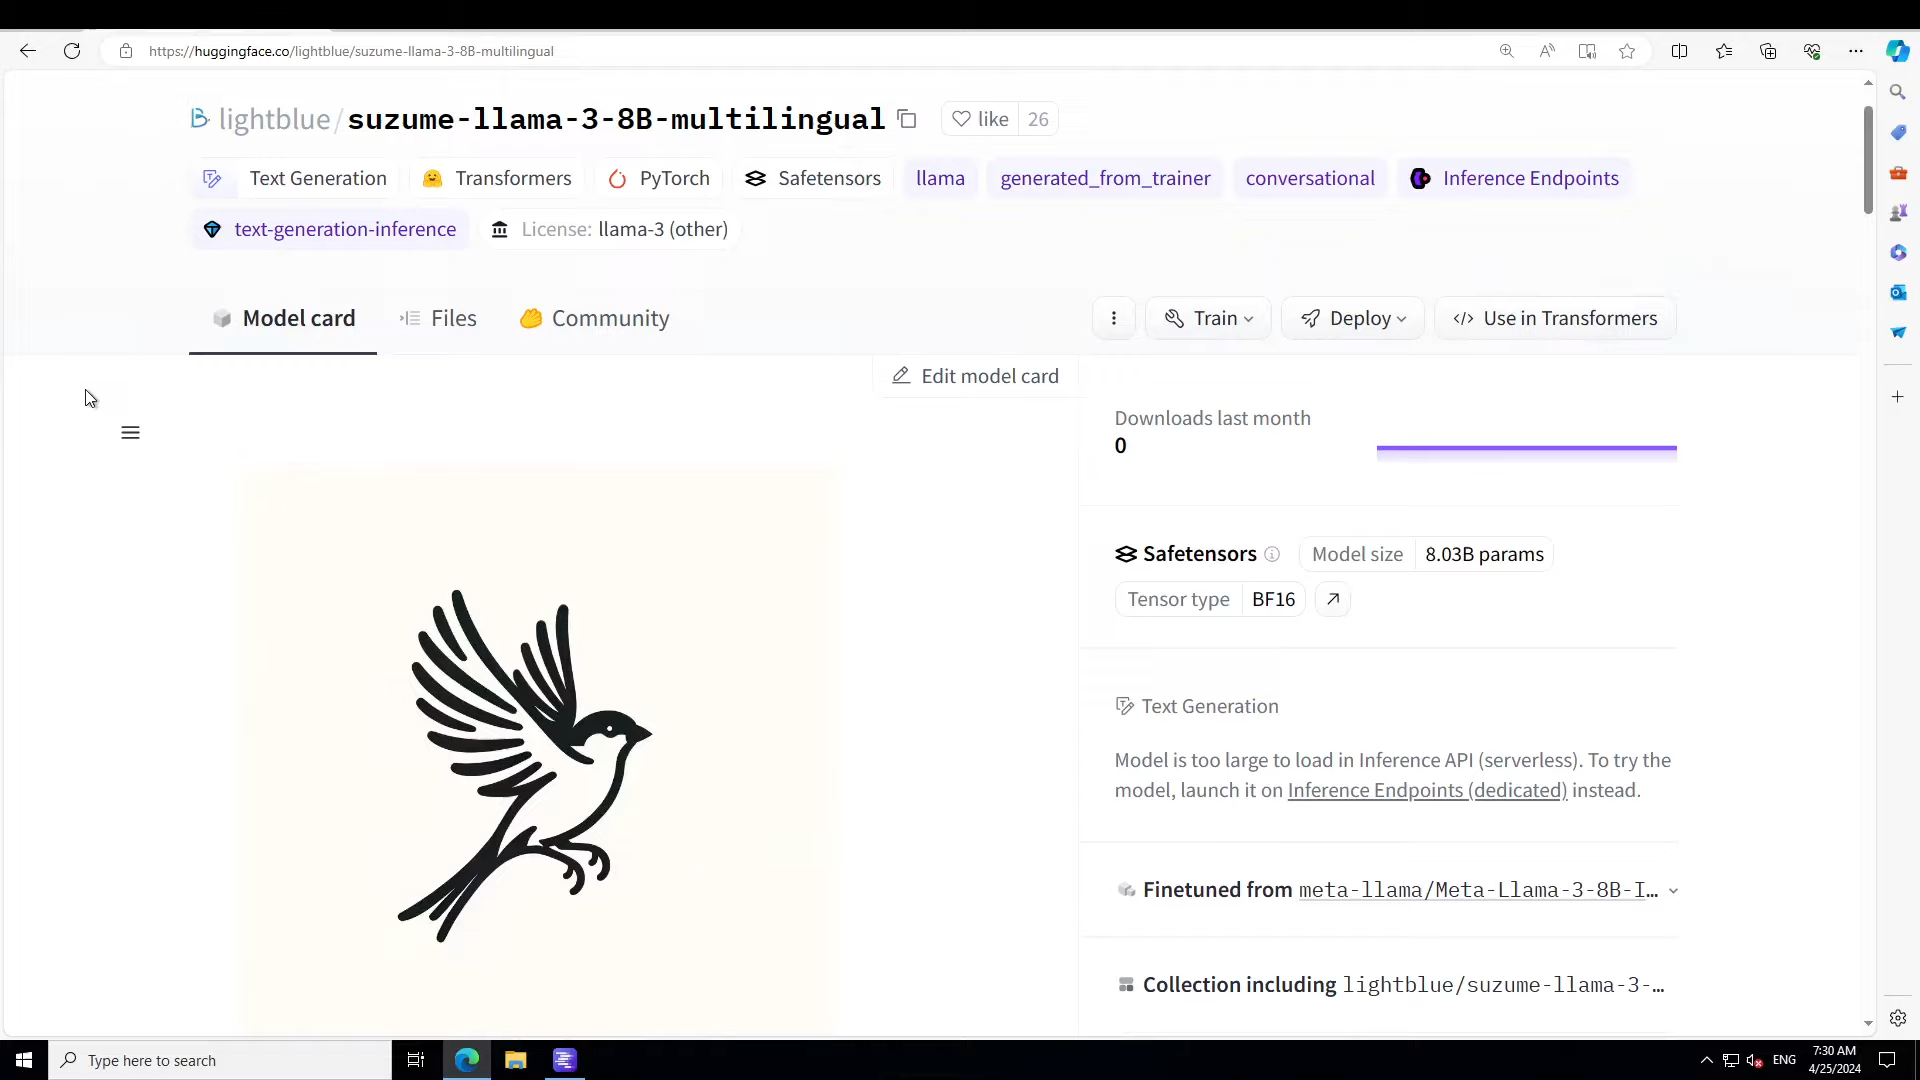 https://huggingface.co/lightblue/suzume-llama-3-8B-multilingual
lightblue/suzume-llama-3-8B-multilingual like 26
Text Generation Transformers PyTorch Safetensors llama generated_from_trainer conversational Inference Endpoints
text-generation-inference License: llama-3 (other)
Model card Files Community Train Deploy Use in Transformers
Edit model card
Downloads last month
0
Safetensors Model size 8.03B params
Tensor type BF16
Text Generation
Model is too large to load in Inference API (serverless). To try the
model, launch it on Inference Endpoints (dedicated) instead.
Finetuned from meta-llama/Meta-Llama-3-8B-I…
Collection including lightblue/suzume-llama-3-…
Type here to search
ENG
7:30 AM
4/25/2024